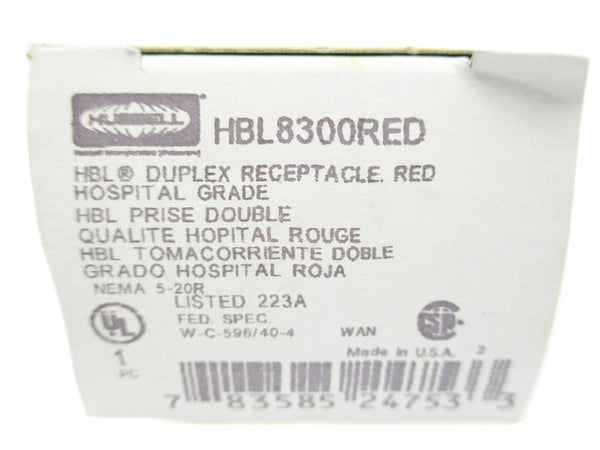 HUBBELL
HBL8300RED
HBL® DUPLEX RECEPTACLE, RED
HOSPITAL GRADE
HBL PRISE DOUBLE
QUALITE HOPITAL ROUGE
HBL TOMACORRIENTE DOBLE
GRADO HOSPITAL ROJA
NEMA 5-20R
LISTED 223A
FED. SPEC.
W-C-596/40-4 WAN
UL
SP
Made in U.S.A. 2
1
PC
7 83585 24753 3